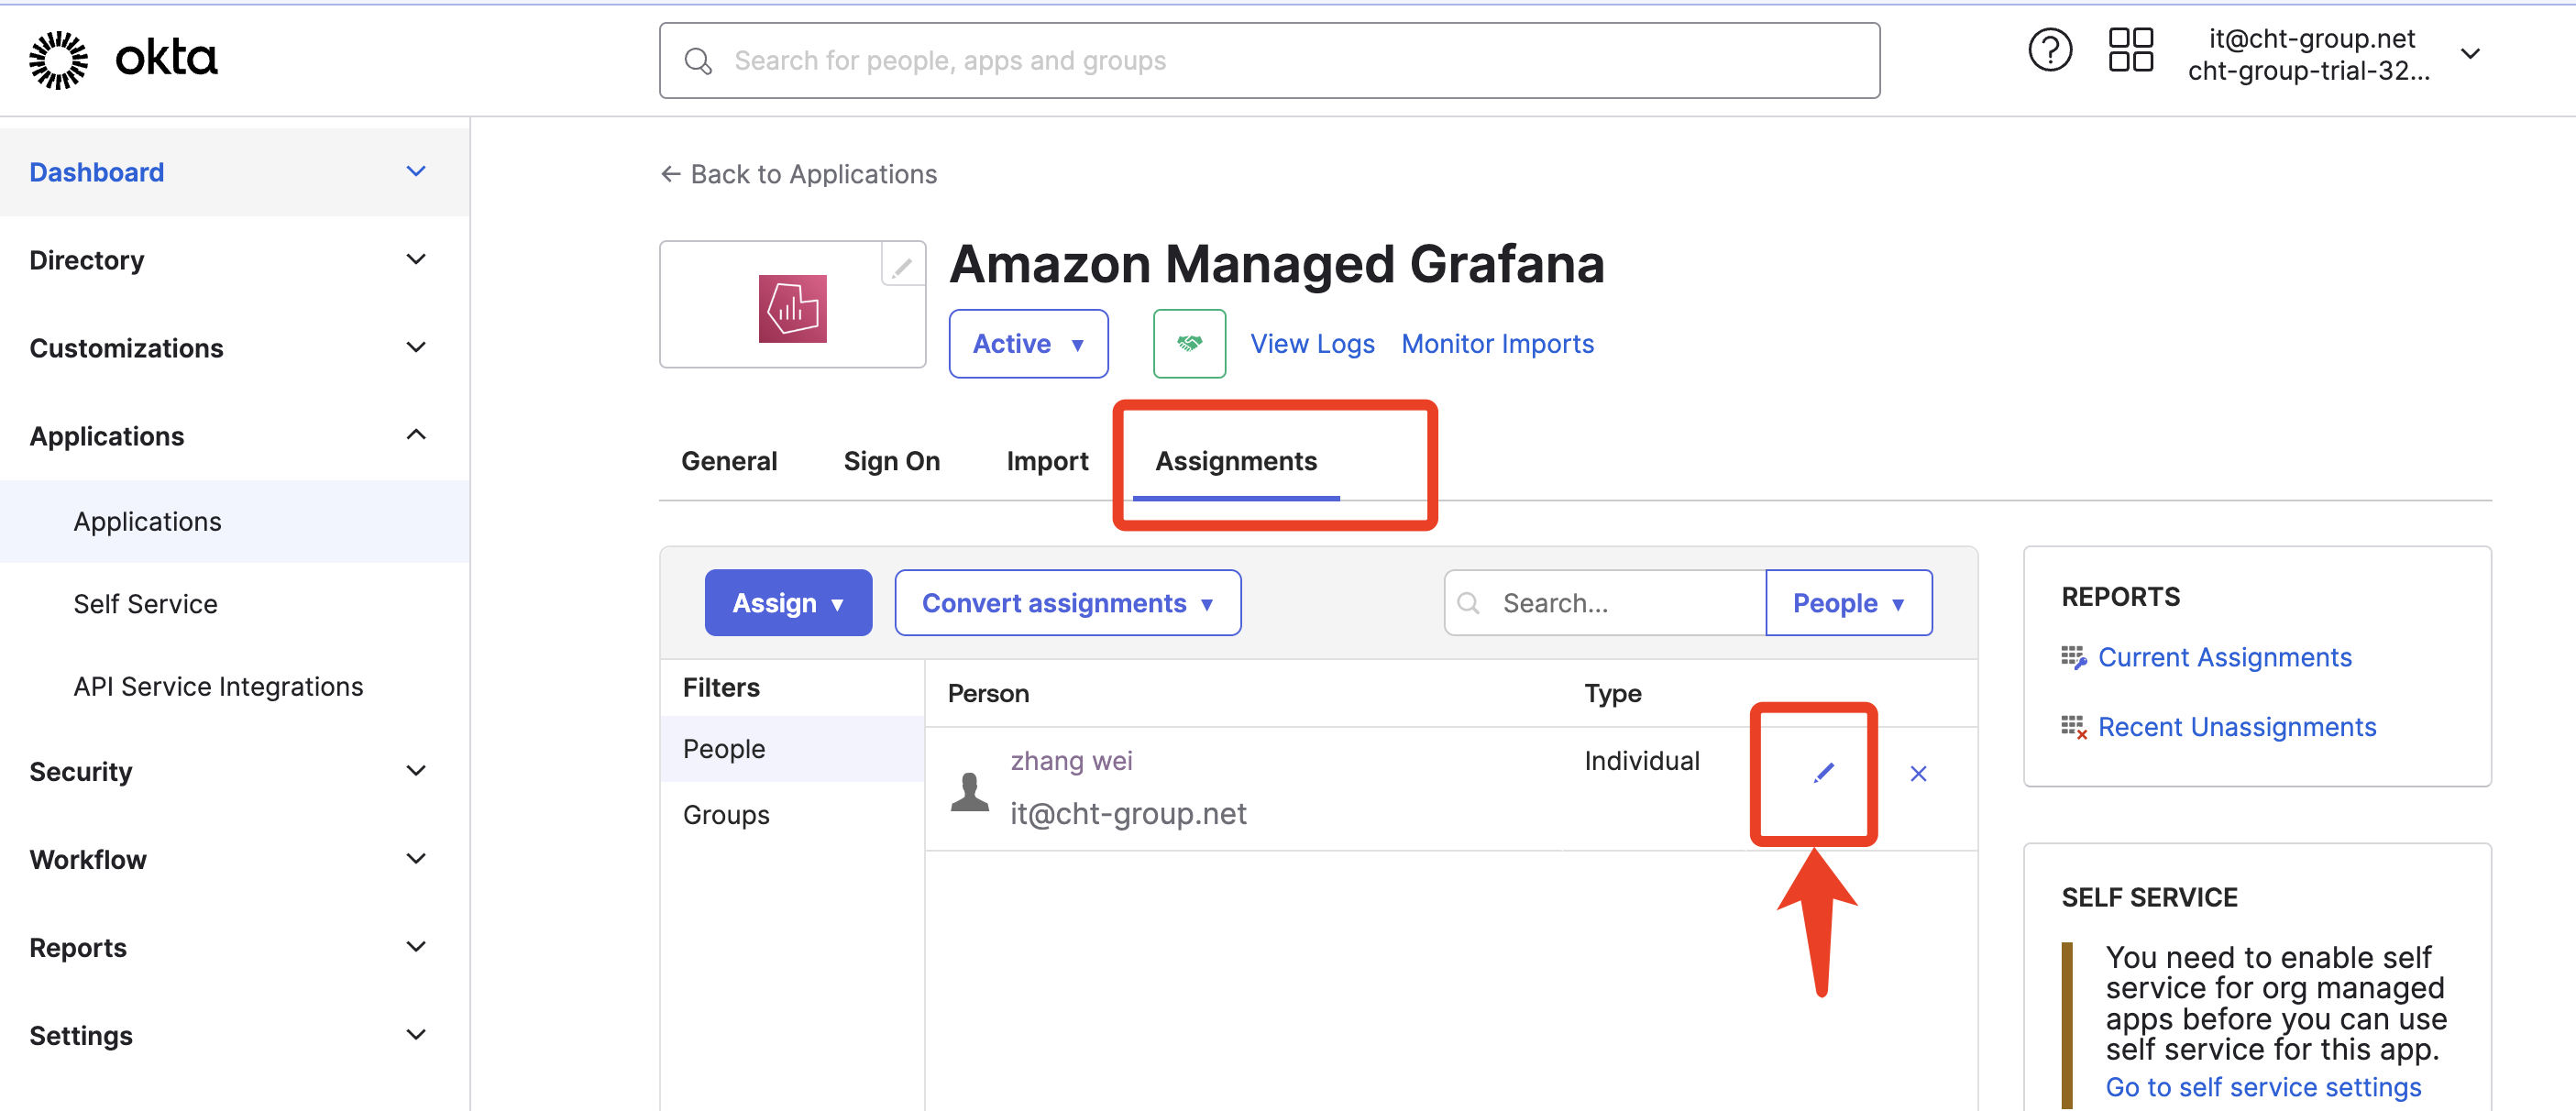 okta
Search for people, apps and groups
it@cht-group.net
cht-group-trial-32...
Dashboard
Directory
Customizations
Applications
Applications
Self Service
API Service Integrations
Security
Workflow
Reports
Settings
← Back to Applications
Amazon Managed Grafana
Active ▼
View Logs
Monitor Imports
General
Sign On
Import
Assignments
Assign ▼
Convert assignments ▼
Search...
People ▼
Filters
People
Groups
Person
Type
zhang wei
it@cht-group.net
Individual
REPORTS
Current Assignments
Recent Unassignments
SELF SERVICE
You need to enable self
service for org managed
apps before you can use
self service for this app.
Go to self service settings